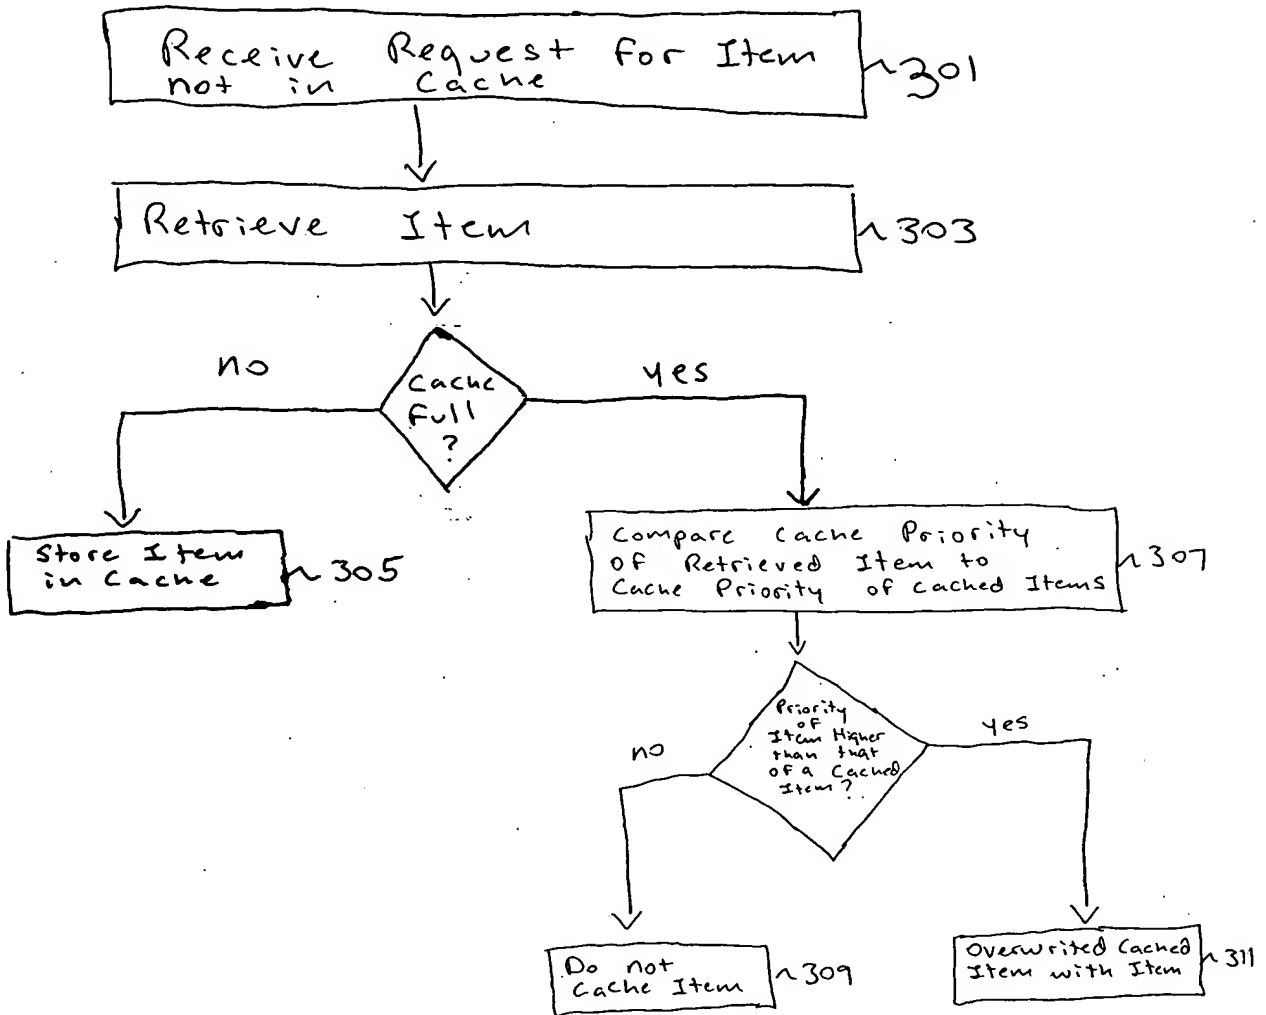 Receive Request for Item
not in Cache
301
Retrieve Item
303
no
yes
Cache
Full
?
Store Item
in Cache
305
Compare Cache Priority
of Retrieved Item to
Cache Priority of Cached Items
307
Priority
of
Item Higher
than that
of a Cached
Item?
no
yes
Do not
Cache Item
309
Overwrited Cached
Item with Item
311